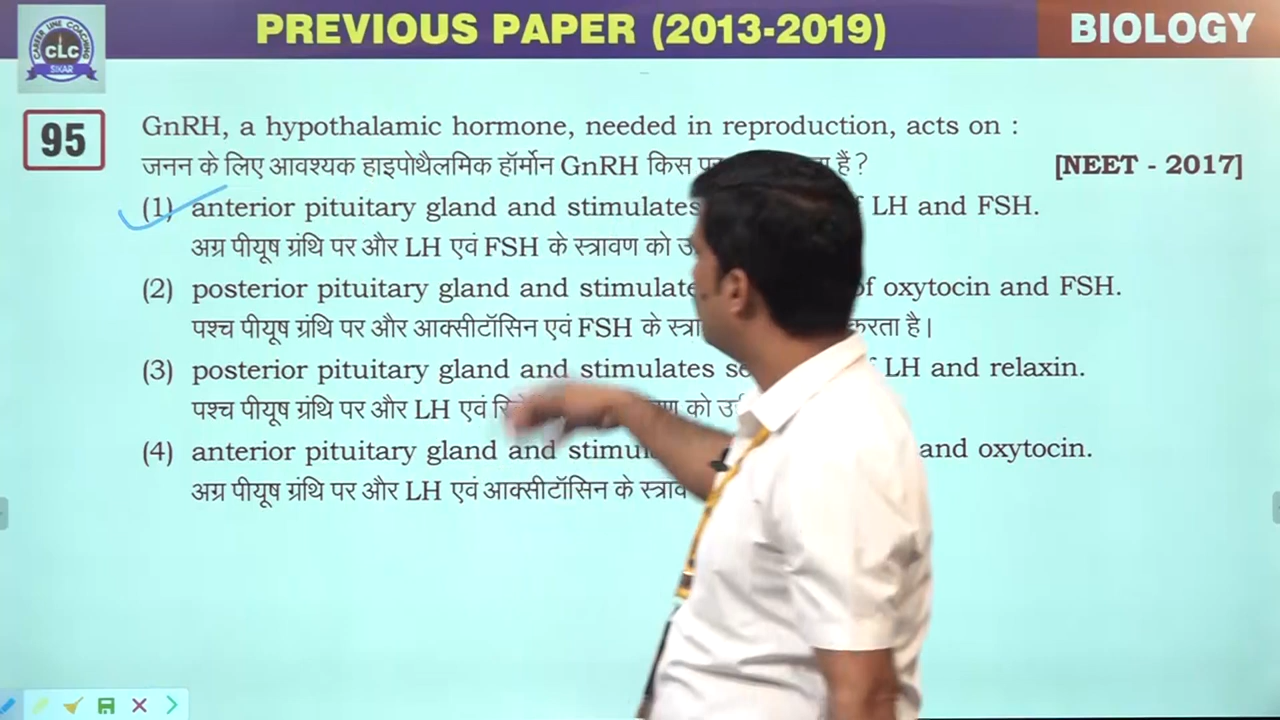 PREVIOUS PAPER (2013-2019)
BIOLOGY
CAREER LINE COACHING
CLC
SIKAR
95
GnRH, a hypothalamic hormone, needed in reproduction, acts on :
जनन के लिए आवश्यक हाइपोथैलमिक हॉर्मोन GnRH किस हैं?
[NEET - 2017]
(1) anterior pituitary gland and stimulates LH and FSH.
अग्र पीयूष ग्रंथि पर और LH एवं FSH के स्त्रावण को
(2) posterior pituitary gland and of oxytocin and FSH.
पश्च पीयूष ग्रंथि पर और आक्सीटॉसिन एवं FSH के करता है।
(3) posterior pituitary gland and stimulates LH and relaxin.
पश्च पीयूष ग्रंथि पर और LH एवं को
(4) anterior pituitary gland and and oxytocin.
अग्र पीयूष ग्रंथि पर और LH एवं आक्सीटॉसिन के